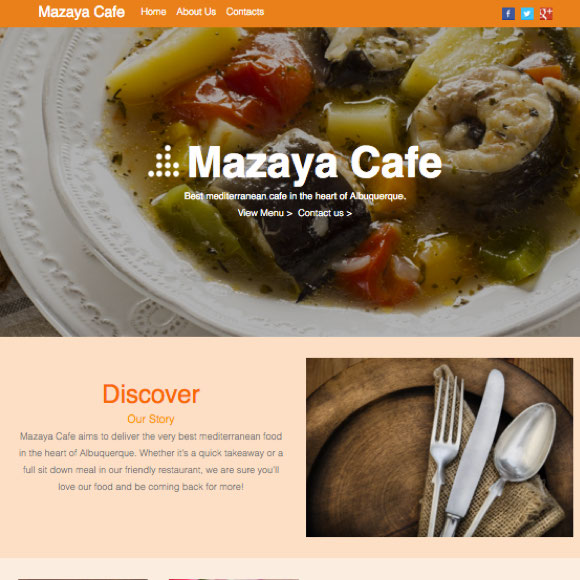 Mazaya Cafe Home About Us Contacts
Mazaya Cafe
Best mediterranean cafe in the heart of Albuquerque.
View Menu > Contact us >
Discover
Our Story
Mazaya Cafe aims to deliver the very best mediterranean food
in the heart of Albuquerque. Whether it's a quick takeaway or a
full sit down meal in our friendly restaurant, we are sure you'll
love our food and be coming back for more!